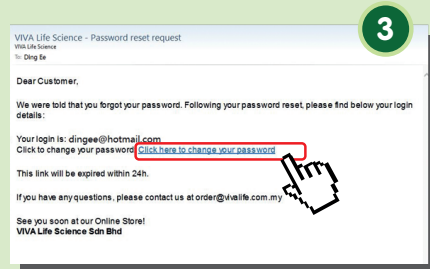 3
VIVA Life Science - Password reset request
VIVA Life Science
To: Ding Ee
Dear Customer,
We were told that you forgot your password. Following your password reset, please find below your login
details:
Your login is: dingee@hotmail.com
Click to change your password: Click here to change your password
This link will be expired within 24h.
If you have any questions, please contact us at order@vivalife.com.my
See you soon at our Online Store!
VIVA Life Science Sdn Bhd